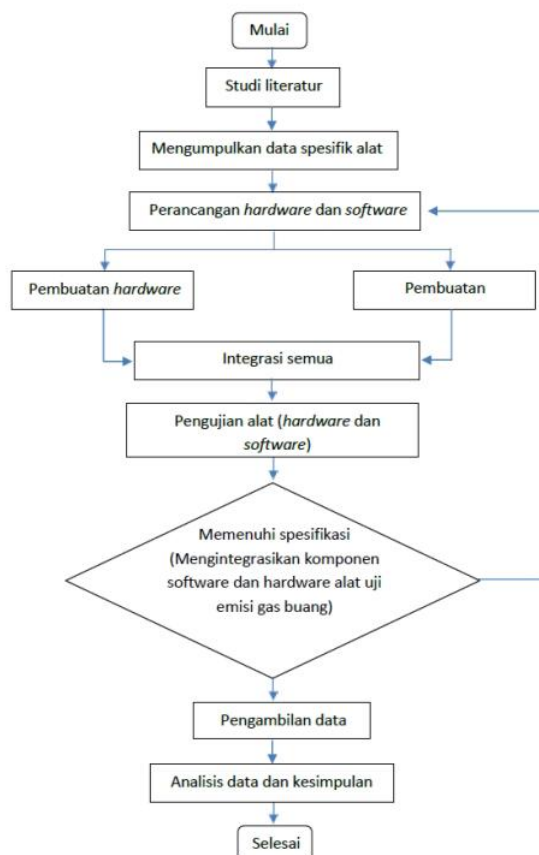 Mulai
Studi literatur
Mengumpulkan data spesifik alat
Perancangan hardware dan software
Pembuatan hardware
Pembuatan
Integrasi semua
Pengujian alat (hardware dan
software)
Memenuhi spesifikasi
(Mengintegrasikan komponen
software dan hardware alat uji
emisi gas buang)
Pengambilan data
Analisis data dan kesimpulan
Selesai